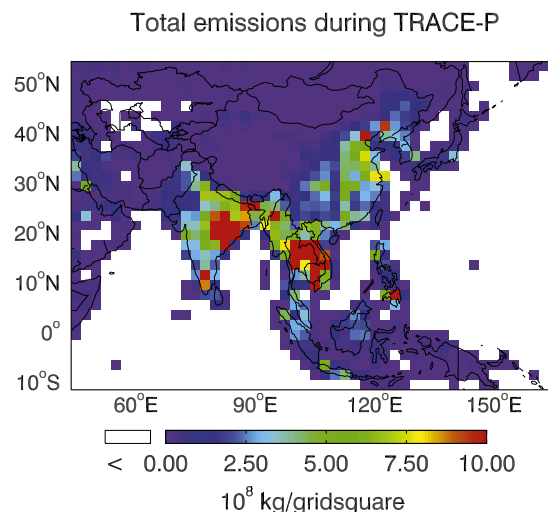 Total emissions during TRACE-P
50°N
40°N
30°N
20°N
10°N
0°
10°S
60°E 90°E 120°E 150°E
< 0.00 2.50 5.00 7.50 10.00
10⁸ kg/gridsquare